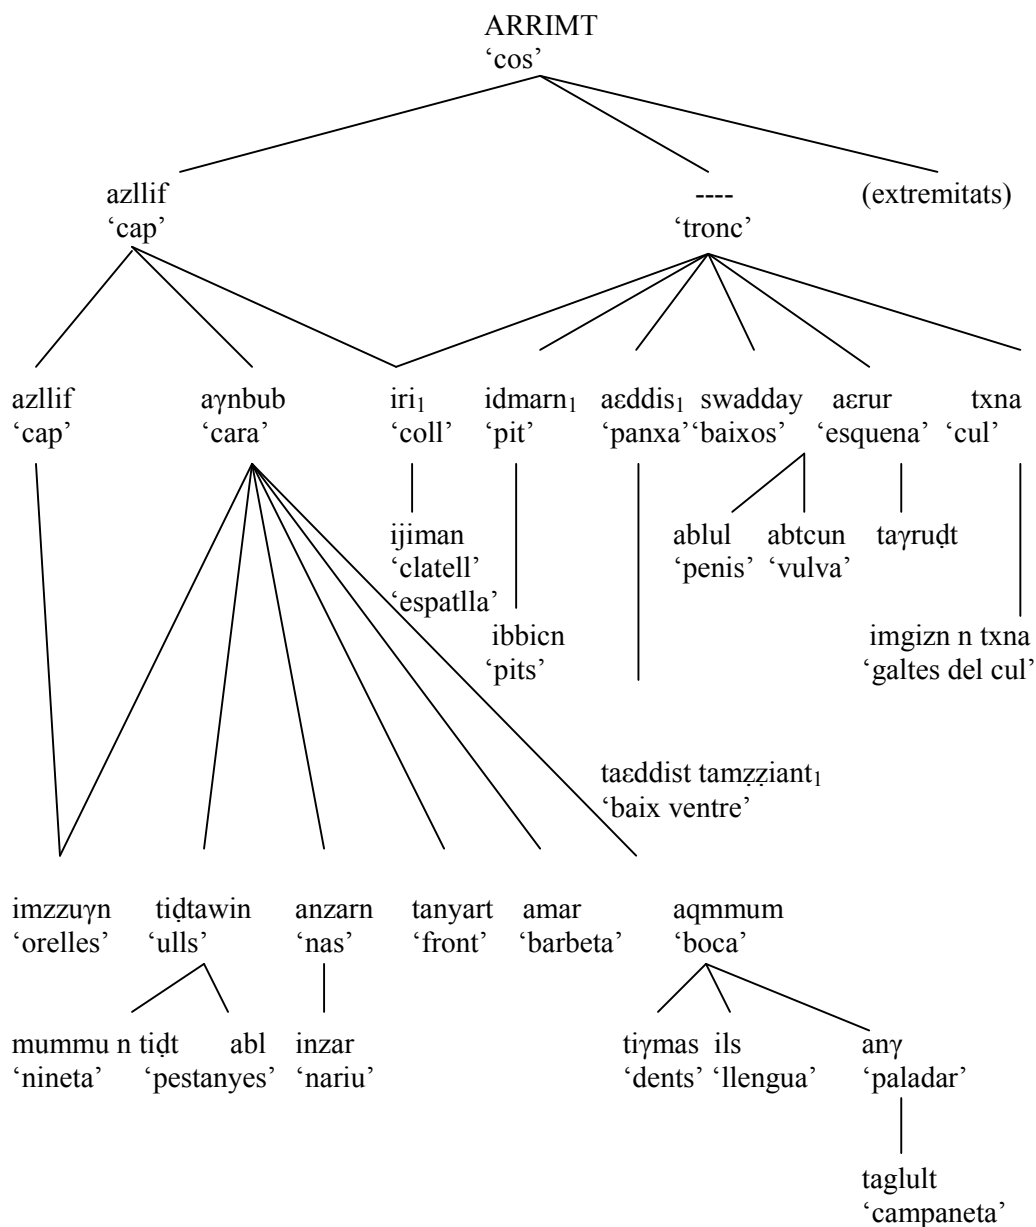 ARRIMT
‘cos’
azllif ---- (extremitats)
‘cap’ ‘tronc’
azllif aγnbub iri₁ idmarn₁ aɛddis₁ swadday aɛrur txna
‘cap’ ‘cara’ ‘coll’ ‘pit’ ‘panxa’ ‘baixos’ ‘esquena’ ‘cul’
ijiman ablul abtcun taγruḍt
‘clatell’ ‘penis’ ‘vulva’
‘espatlla’
ibbicn imgizn n txna
‘pits’ ‘galtes del cul’
taɛddist tamẓẓiant₁
‘baix ventre’
imzzuγn tiḍtawin anzarn tanyart amar aqmmum
‘orelles’ ‘ulls’ ‘nas’ ‘front’ ‘barbeta’ ‘boca’
mummu n tiḍt abl inzar tiγmas ils anγ
‘nineta’ ‘pestanyes’ ‘nariu’ ‘dents’ ‘llengua’ ‘paladar’
taglult
‘campaneta’